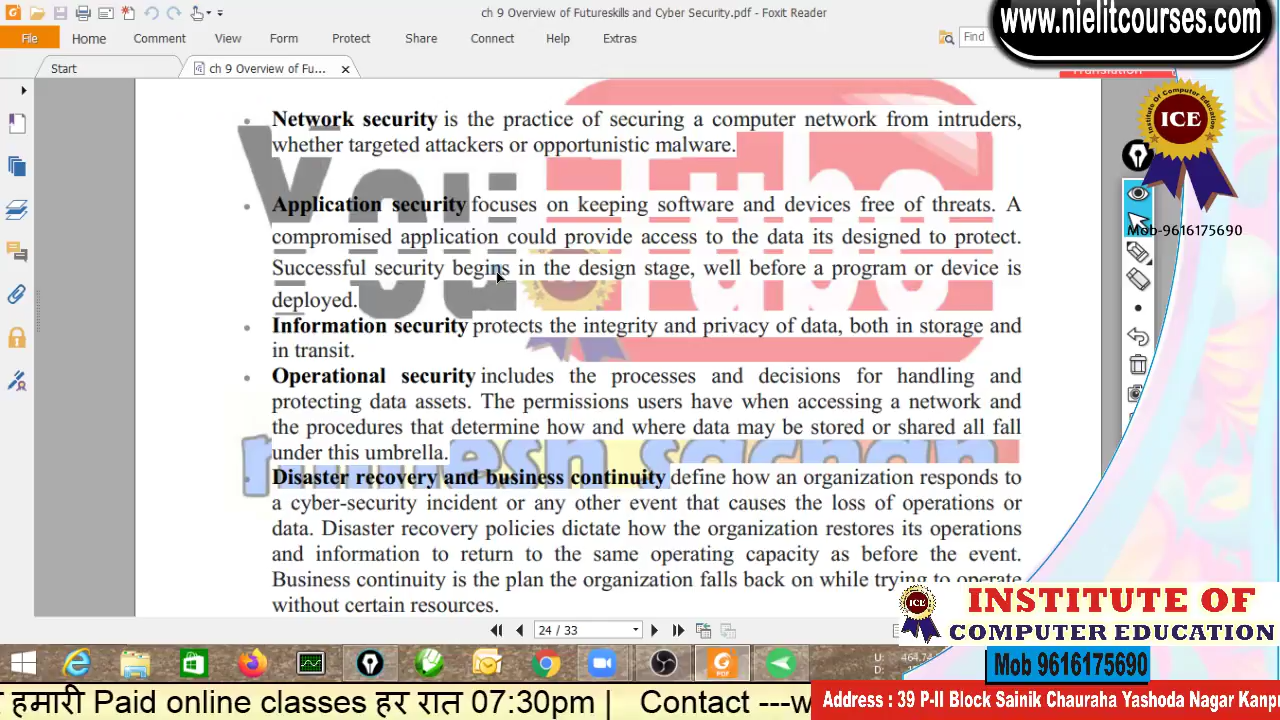 ch 9 Overview of Futureskills and Cyber Security.pdf - Foxit Reader
www.nielitcourses.com
File Home Comment View Form Protect Share Connect Help Extras Find
Start ch 9 Overview of Fu...
Translation
ICE
Network security is the practice of securing a computer network from intruders,
whether targeted attackers or opportunistic malware.
Application security focuses on keeping software and devices free of threats. A
Mob-9616175690
compromised application could provide access to the data its designed to protect.
Successful security begins in the design stage, well before a program or device is
deployed.
Information security protects the integrity and privacy of data, both in storage and
in transit.
Operational security includes the processes and decisions for handling and
protecting data assets. The permissions users have when accessing a network and
the procedures that determine how and where data may be stored or shared all fall
under this umbrella.
Disaster recovery and business continuity define how an organization responds to
a cyber-security incident or any other event that causes the loss of operations or
data. Disaster recovery policies dictate how the organization restores its operations
and information to return to the same operating capacity as before the event.
Business continuity is the plan the organization falls back on while trying to operate
without certain resources.
YouTube
24 / 33
ICE
INSTITUTE OF
COMPUTER EDUCATION
Mob 9616175690
U:
हमारी Paid online classes हर रात 07:30pm | Contact ---w
Address : 39 P-II Block Sainik Chauraha Yashoda Nagar Kanp